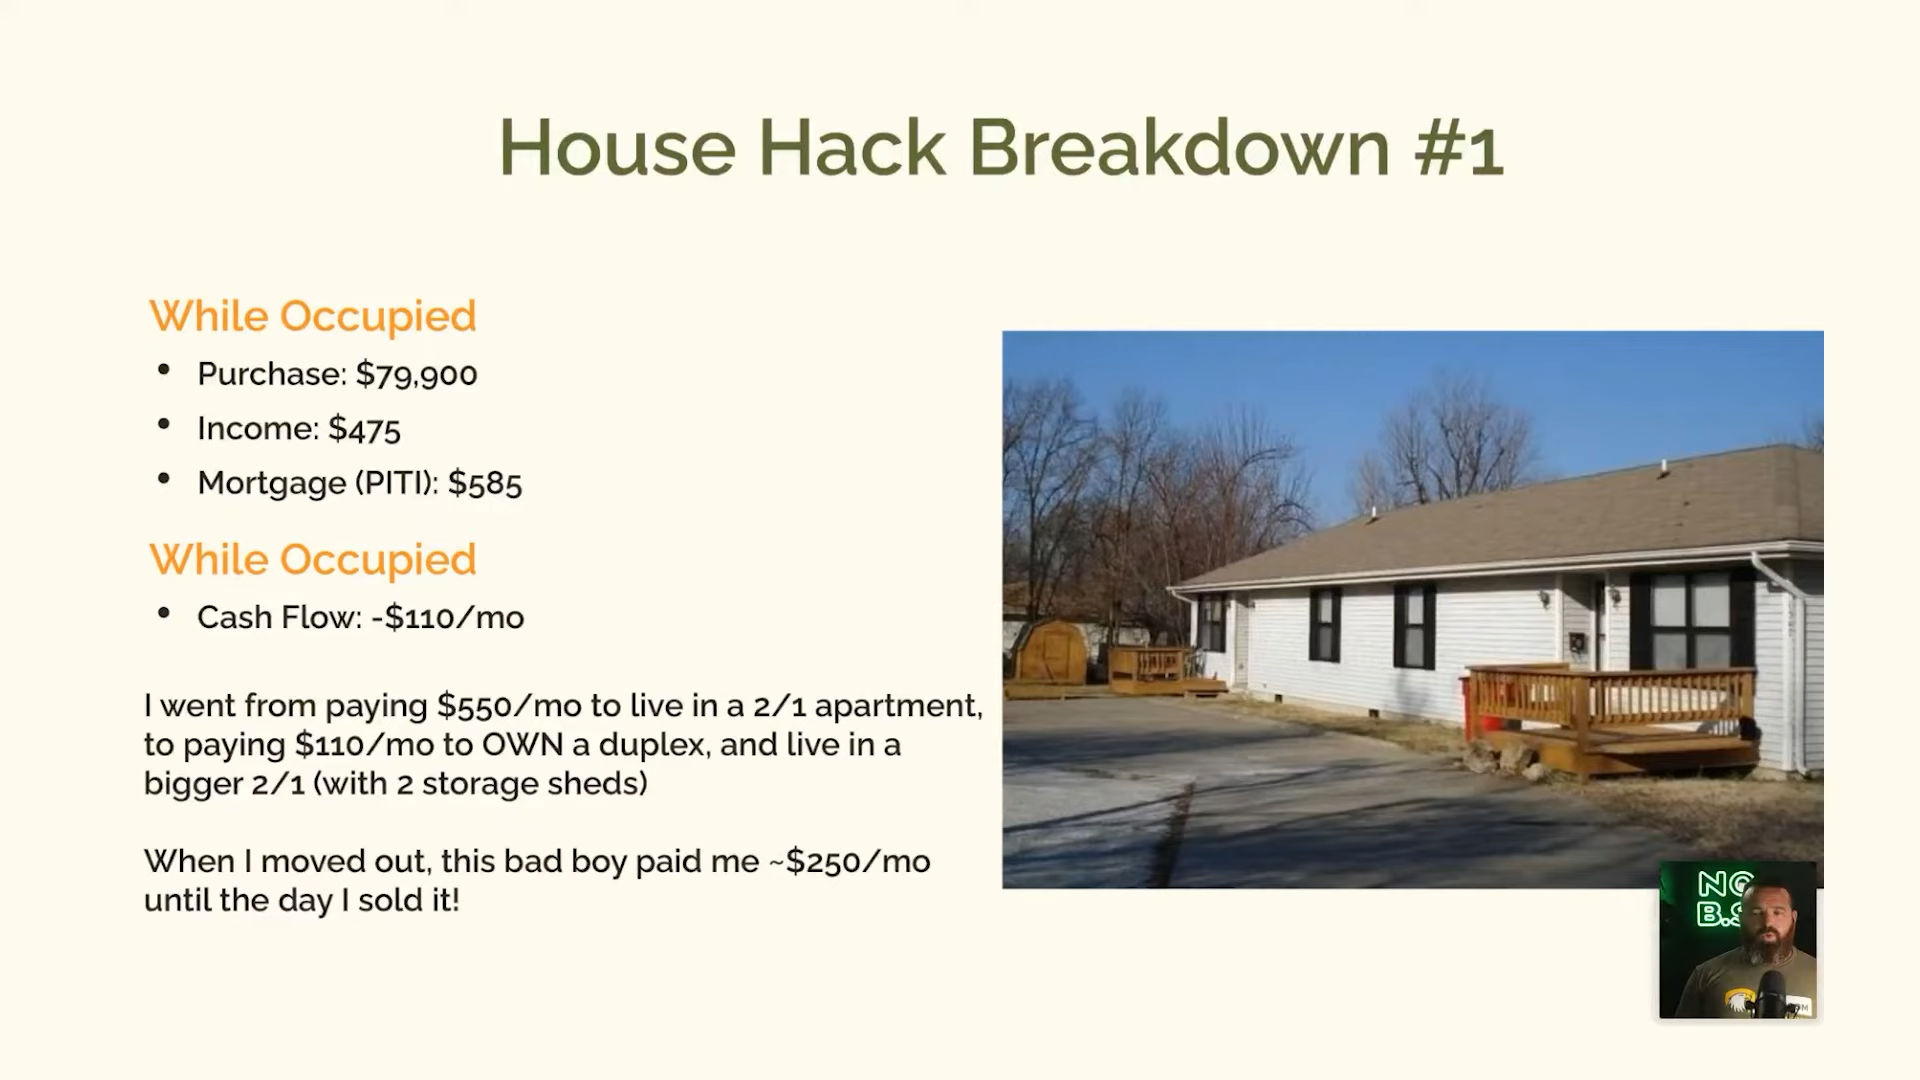 House Hack Breakdown #1
While Occupied
• Purchase: $79,900
• Income: $475
• Mortgage (PITI): $585
While Occupied
• Cash Flow: -$110/mo
I went from paying $550/mo to live in a 2/1 apartment,
to paying $110/mo to OWN a duplex, and live in a
bigger 2/1 (with 2 storage sheds)
When I moved out, this bad boy paid me ~$250/mo
until the day I sold it!